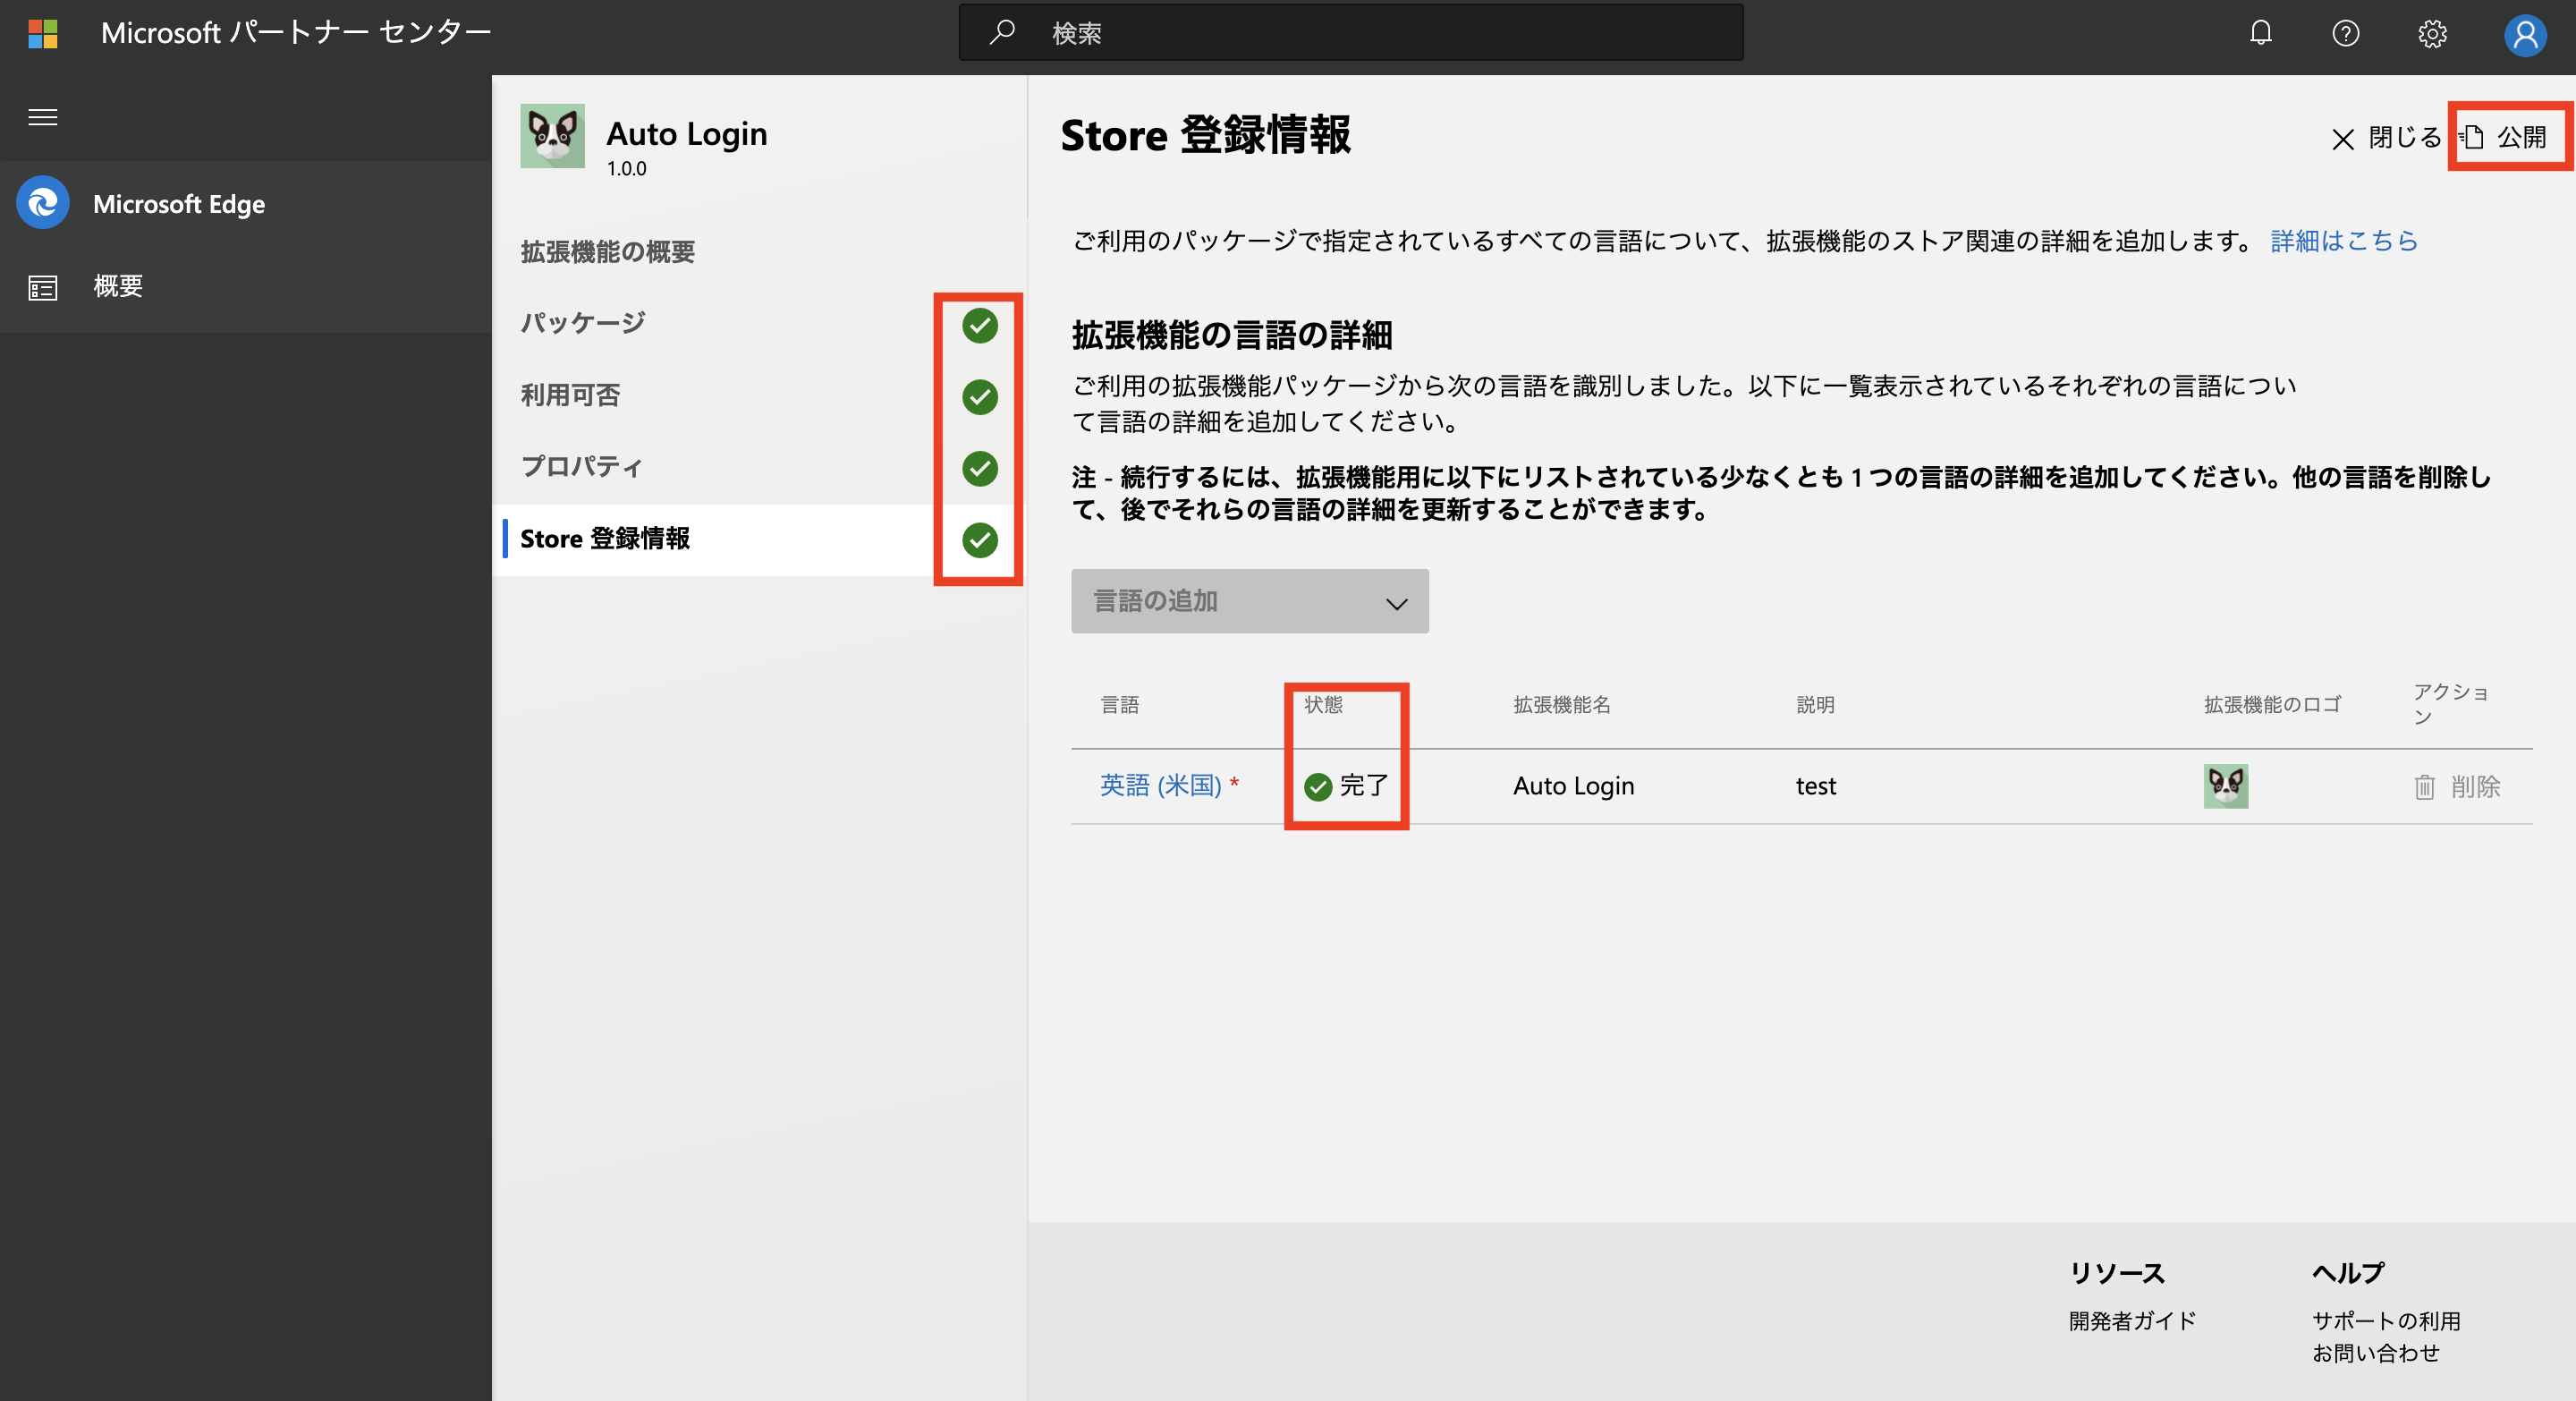 Microsoft パートナー センター
検索
Microsoft Edge
概要
Auto Login
1.0.0
拡張機能の概要
パッケージ
利用可否
プロパティ
Store 登録情報
Store 登録情報
閉じる
公開
ご利用のパッケージで指定されているすべての言語について、拡張機能のストア関連の詳細を追加します。 詳細はこちら
拡張機能の言語の詳細
ご利用の拡張機能パッケージから次の言語を識別しました。以下に一覧表示されているそれぞれの言語につい
て言語の詳細を追加してください。
注 - 続行するには、拡張機能用に以下にリストされている少なくとも 1 つの言語の詳細を追加してください。他の言語を削除し
て、後でそれらの言語の詳細を更新することができます。
言語の追加
言語 状態 拡張機能名 説明 拡張機能のロゴ アクショ
ン
英語 (米国) * 完了 Auto Login test 削除
リソース
開発者ガイド
ヘルプ
サポートの利用
お問い合わせ